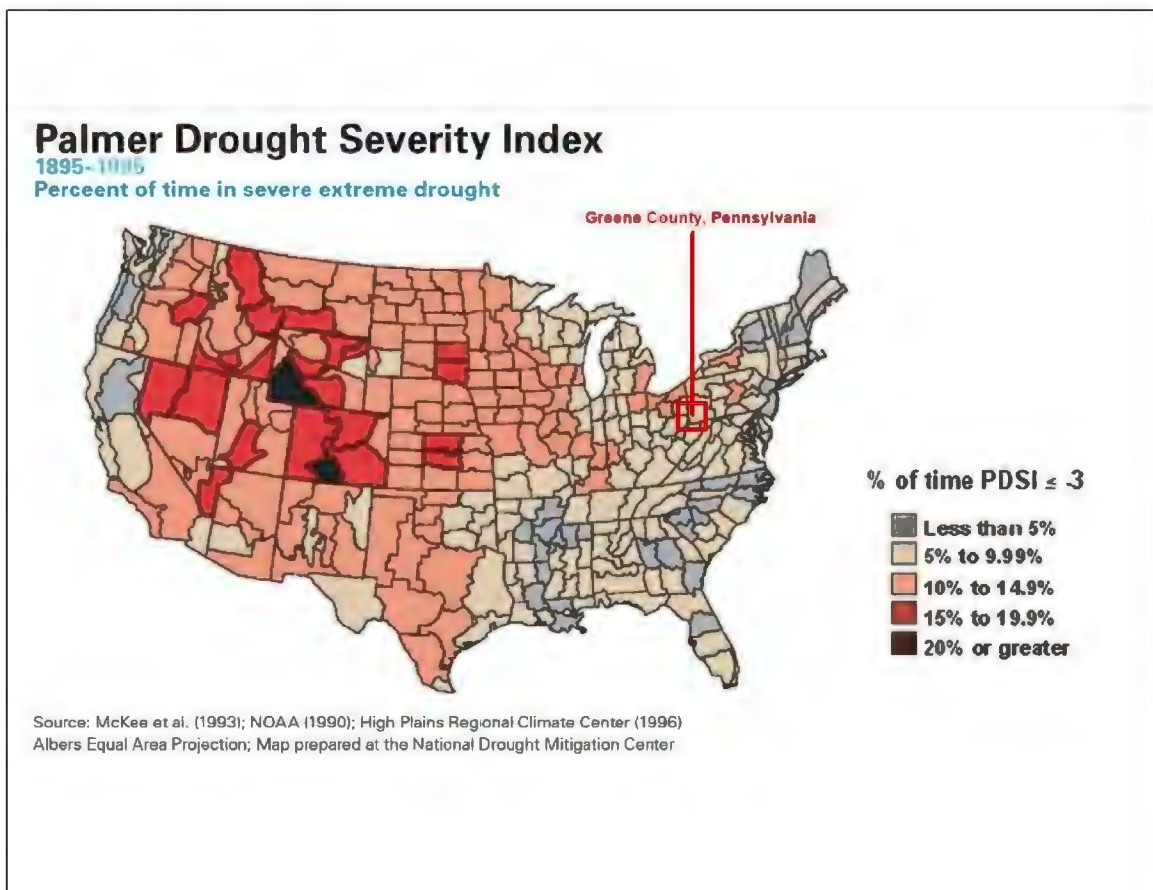 Palmer Drought Severity Index
1895-1995
Perceent of time in severe extreme drought
Greene County, Pennsylvania
% of time PDSI ≤ -3
Less than 5%
5% to 9.99%
10% to 14.9%
15% to 19.9%
20% or greater
Source: McKee et al. (1993); NOAA (1990); High Plains Regional Climate Center (1996)
Albers Equal Area Projection; Map prepared at the National Drought Mitigation Center